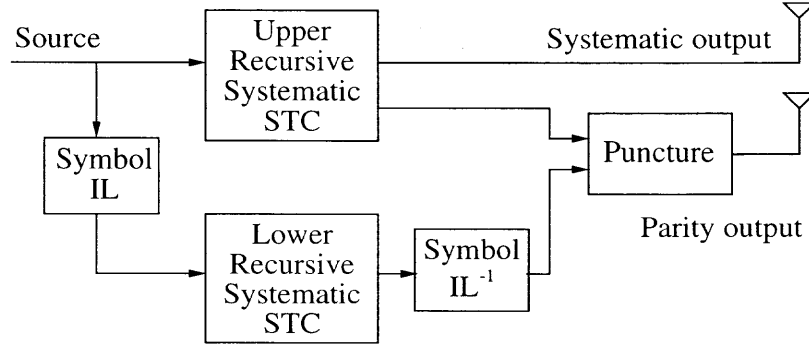 Source
Upper
Recursive
Systematic
STC
Systematic output
Symbol
IL
Puncture
Parity output
Lower
Recursive
Systematic
STC
Symbol
IL⁻¹